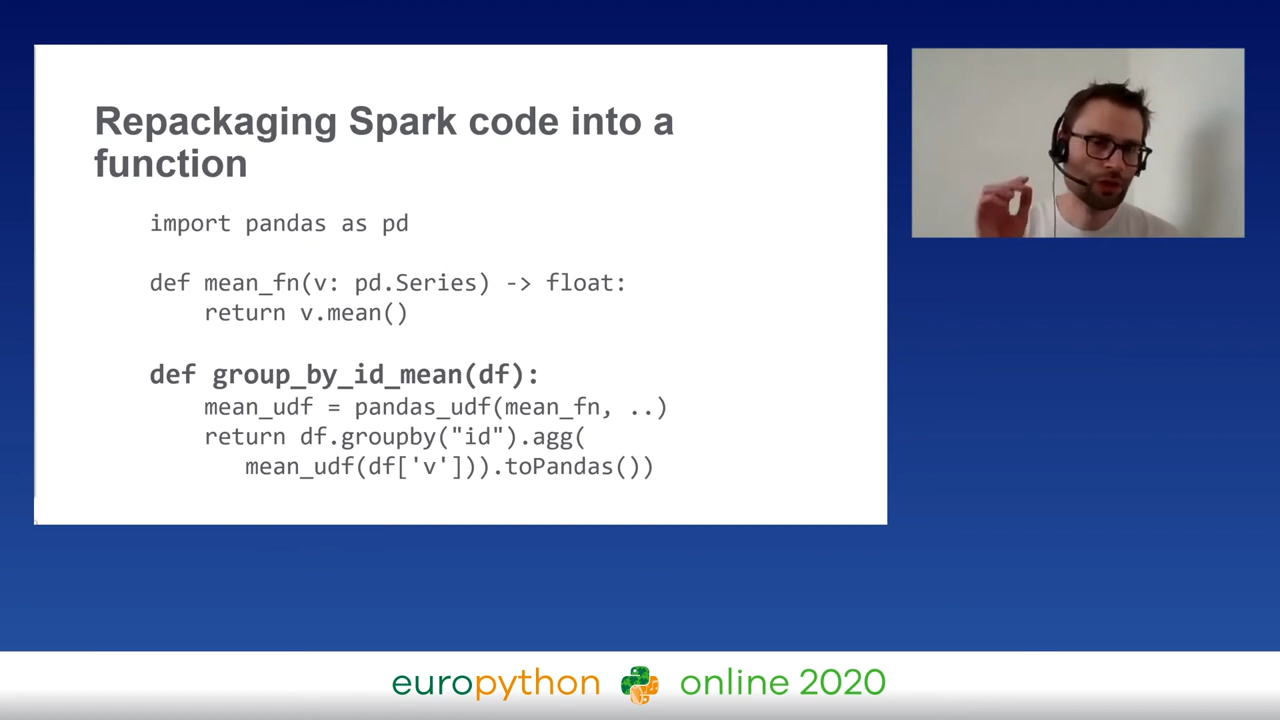 Repackaging Spark code into a
function
import pandas as pd
def mean_fn(v: pd.Series) -> float:
    return v.mean()
def group_by_id_mean(df):
    mean_udf = pandas_udf(mean_fn, ..)
    return df.groupby("id").agg(
       mean_udf(df['v'])).toPandas())
europython online 2020